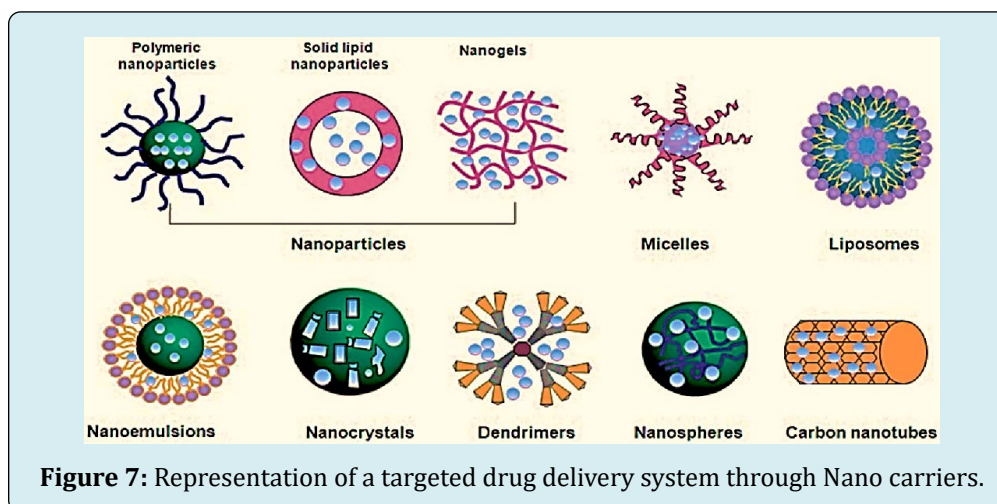 Polymeric
nanoparticles
Solid lipid
nanoparticles
Nanogels
Nanoparticles
Micelles
Liposomes
Nanoemulsions
Nanocrystals
Dendrimers
Nanospheres
Carbon nanotubes
Figure 7: Representation of a targeted drug delivery system through Nano carriers.